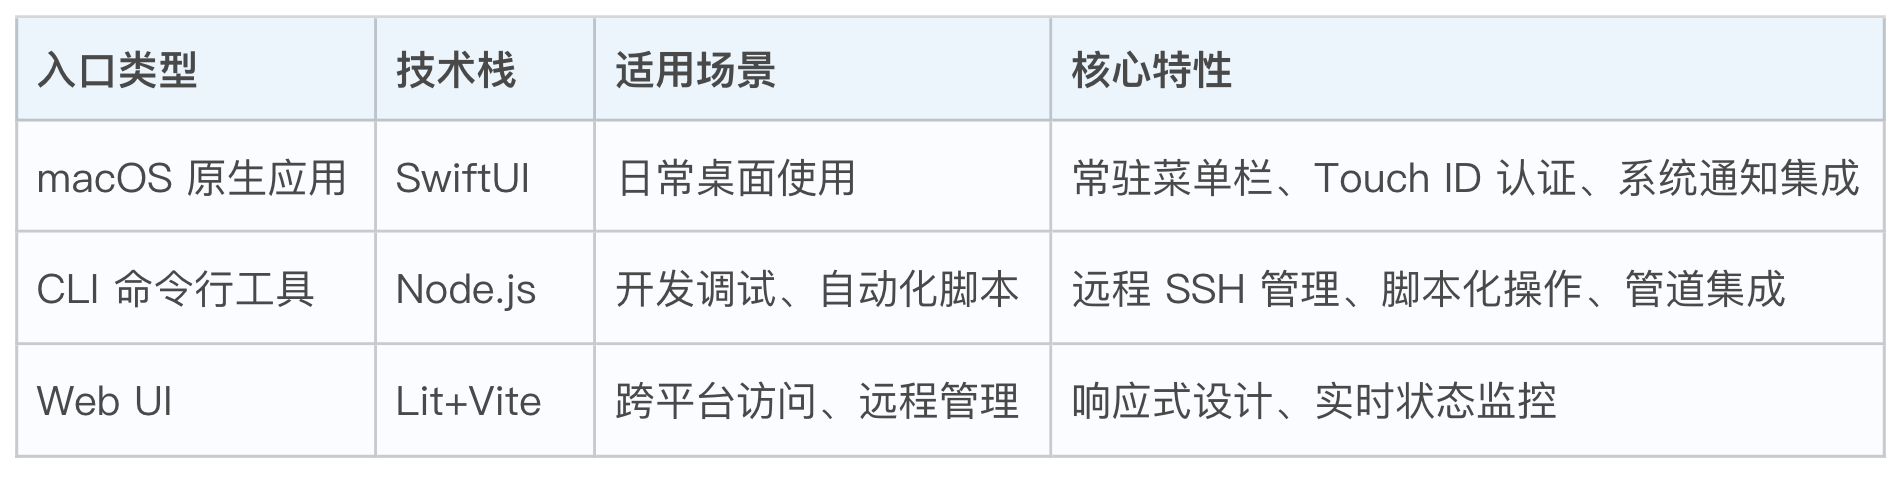 入口类型 技术栈 适用场景 核心特性
macOS 原生应用 SwiftUI 日常桌面使用 常驻菜单栏、Touch ID 认证、系统通知集成
CLI 命令行工具 Node.js 开发调试、自动化脚本 远程 SSH 管理、脚本化操作、管道集成
Web UI Lit+Vite 跨平台访问、远程管理 响应式设计、实时状态监控